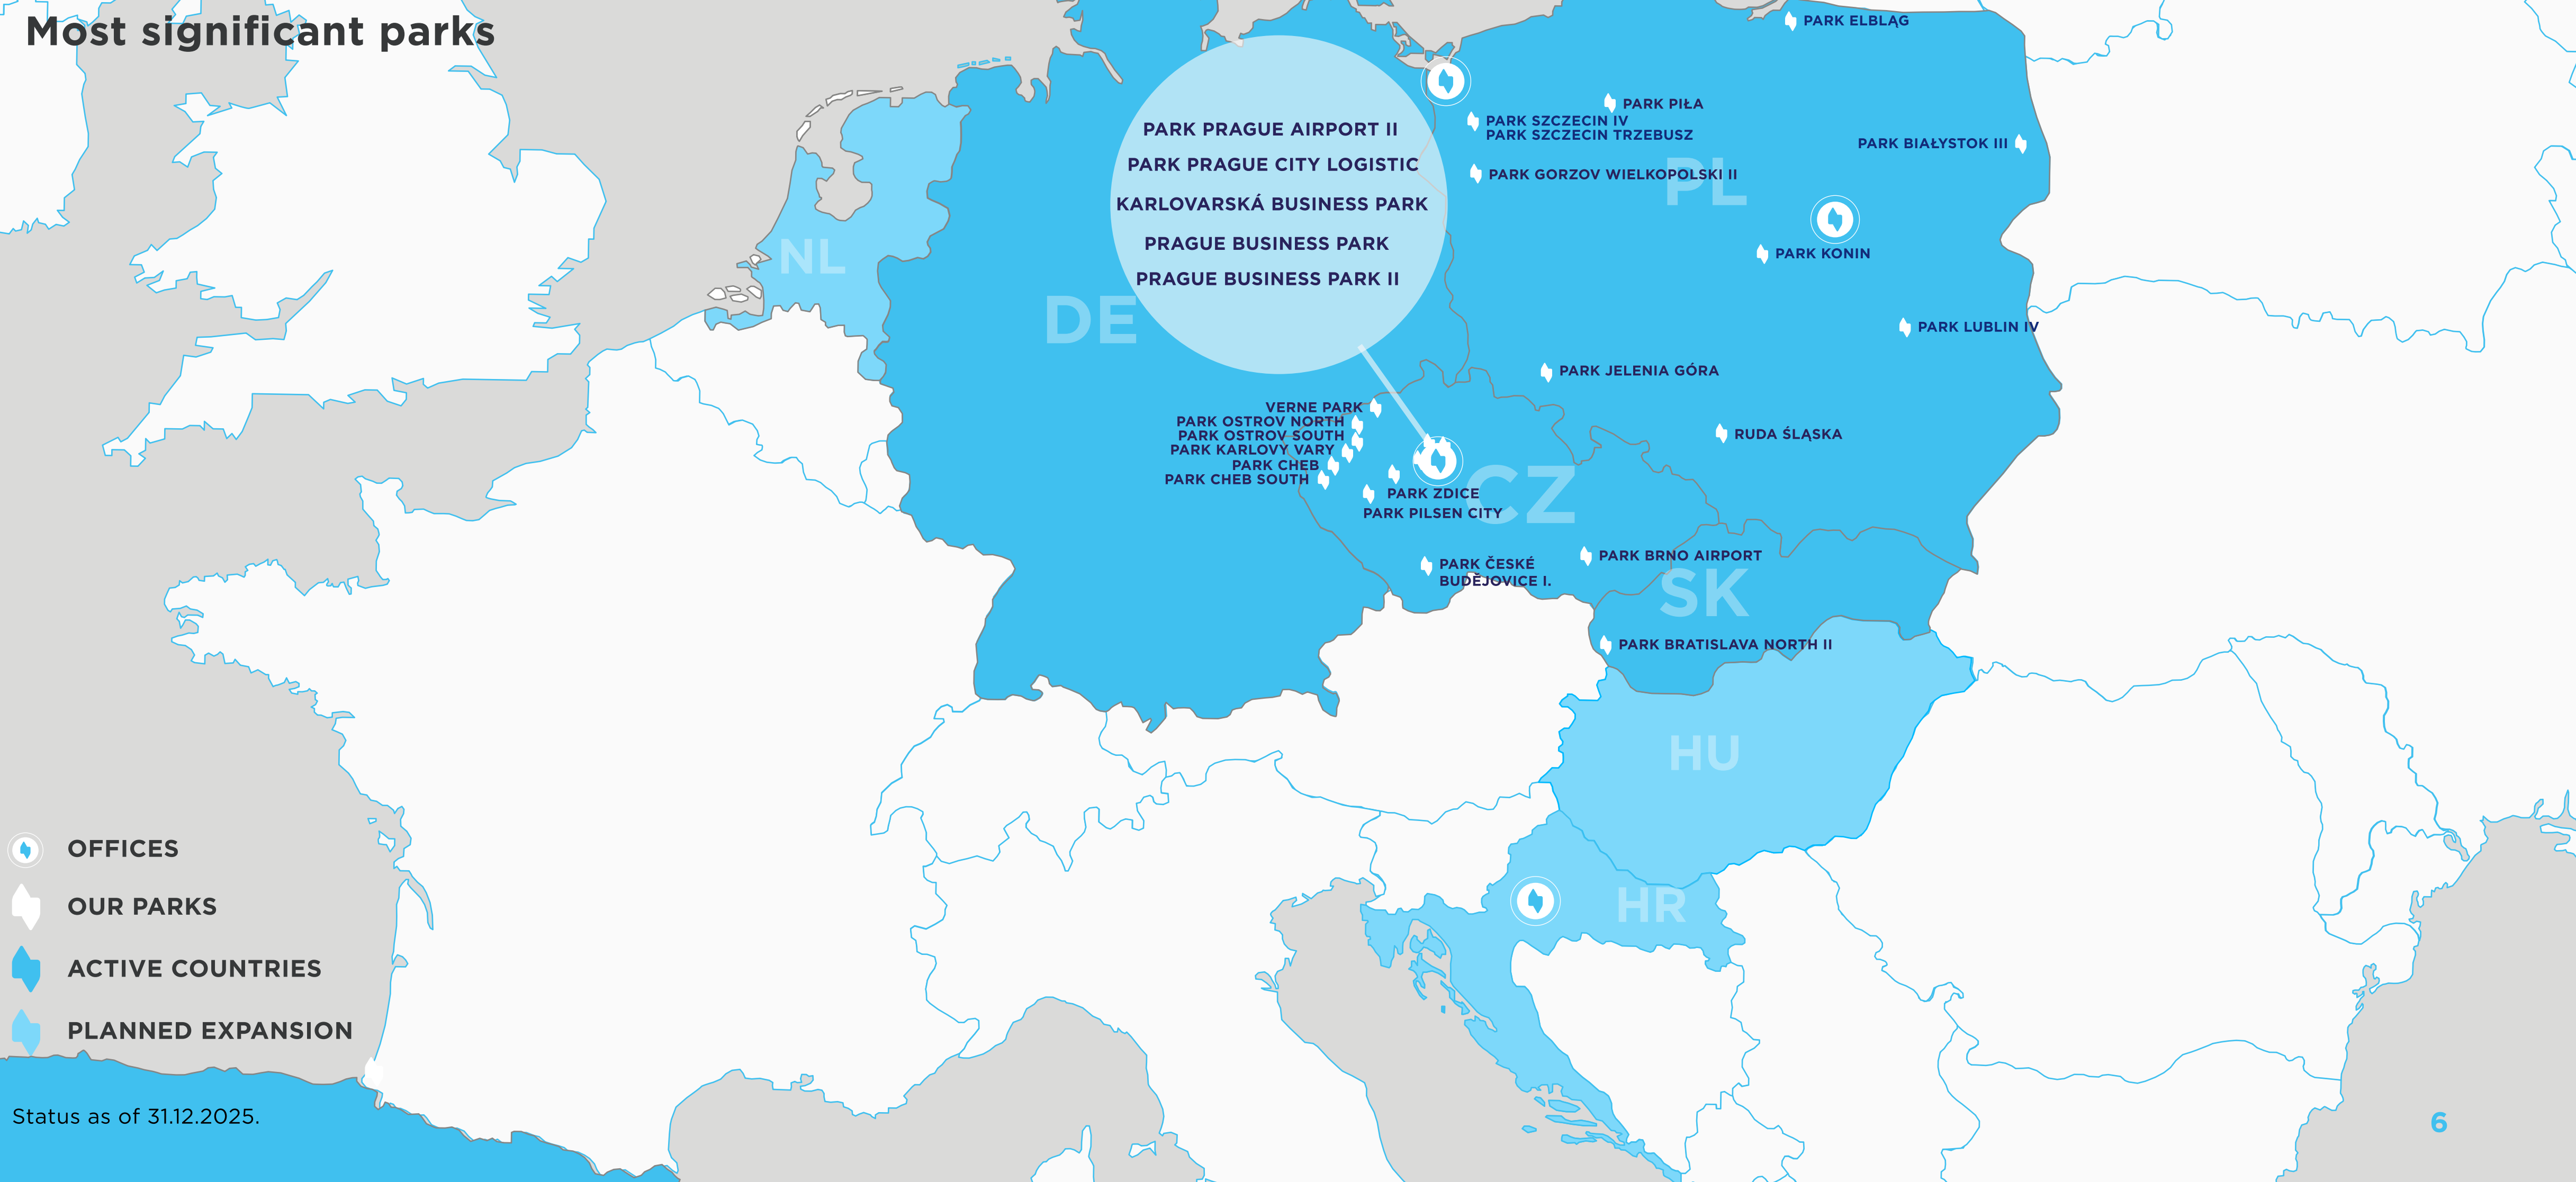 Most significant parks
PARK ELBLĄG
PARK PIŁA
PARK SZCZECIN IV
PARK SZCZECIN TRZEBUSZ
PARK BIAŁYSTOK III
PARK GORZOV WIELKOPOLSKI II
PL
PARK KONIN
PARK LUBLIN IV
PARK JELENIA GÓRA
RUDA ŚLĄSKA
PARK PRAGUE AIRPORT II
PARK PRAGUE CITY LOGISTIC
KARLOVARSKÁ BUSINESS PARK
PRAGUE BUSINESS PARK
PRAGUE BUSINESS PARK II
NL
DE
VERNE PARK
PARK OSTROV NORTH
PARK OSTROV SOUTH
PARK KARLOVY VARY
PARK CHEB
PARK CHEB SOUTH
CZ
PARK ZDICE
PARK PILSEN CITY
PARK ČESKÉ
BUDĚJOVICE I.
PARK BRNO AIRPORT
SK
PARK BRATISLAVA NORTH II
HU
HR
OFFICES
OUR PARKS
ACTIVE COUNTRIES
PLANNED EXPANSION
Status as of 31.12.2025.
6